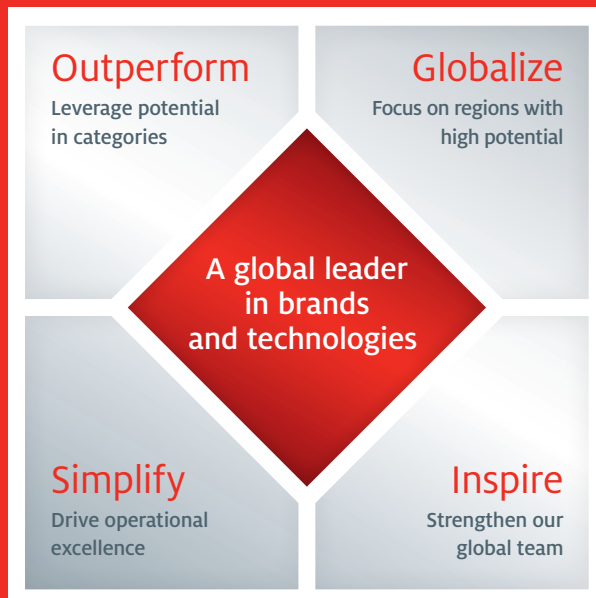 Outperform
Leverage potential
in categories
Globalize
Focus on regions with
high potential
A global leader
in brands
and technologies
Simplify
Drive operational
excellence
Inspire
Strengthen our
global team